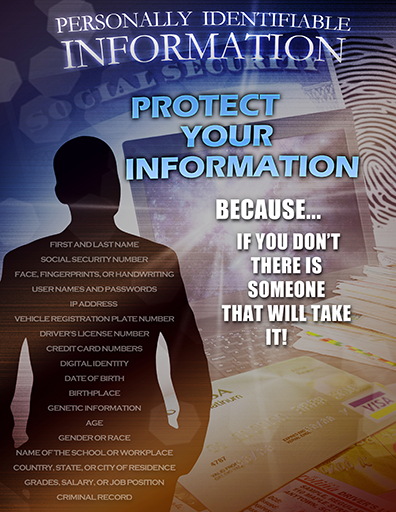 PERSONALLY IDENTIFIABLE
INFORMATION
SOCIAL SECURITY
PROTECT
YOUR
INFORMATION
BECAUSE...
IF YOU DON'T
THERE IS
SOMEONE
THAT WILL TAKE
IT!
FIRST AND LAST NAME
SOCIAL SECURITY NUMBER
FACE, FINGERPRINTS, OR HANDWRITING
USER NAMES AND PASSWORDS
IP ADDRESS
VEHICLE REGISTRATION PLATE NUMBER
DRIVER'S LICENSE NUMBER
CREDIT CARD NUMBERS
DIGITAL IDENTITY
DATE OF BIRTH
BIRTHPLACE
GENETIC INFORMATION
AGE
GENDER OR RACE
NAME OF THE SCHOOL OR WORKPLACE
COUNTRY, STATE, OR CITY OF RESIDENCE
GRADES, SALARY, OR JOB POSITION
CRIMINAL RECORD
VISA